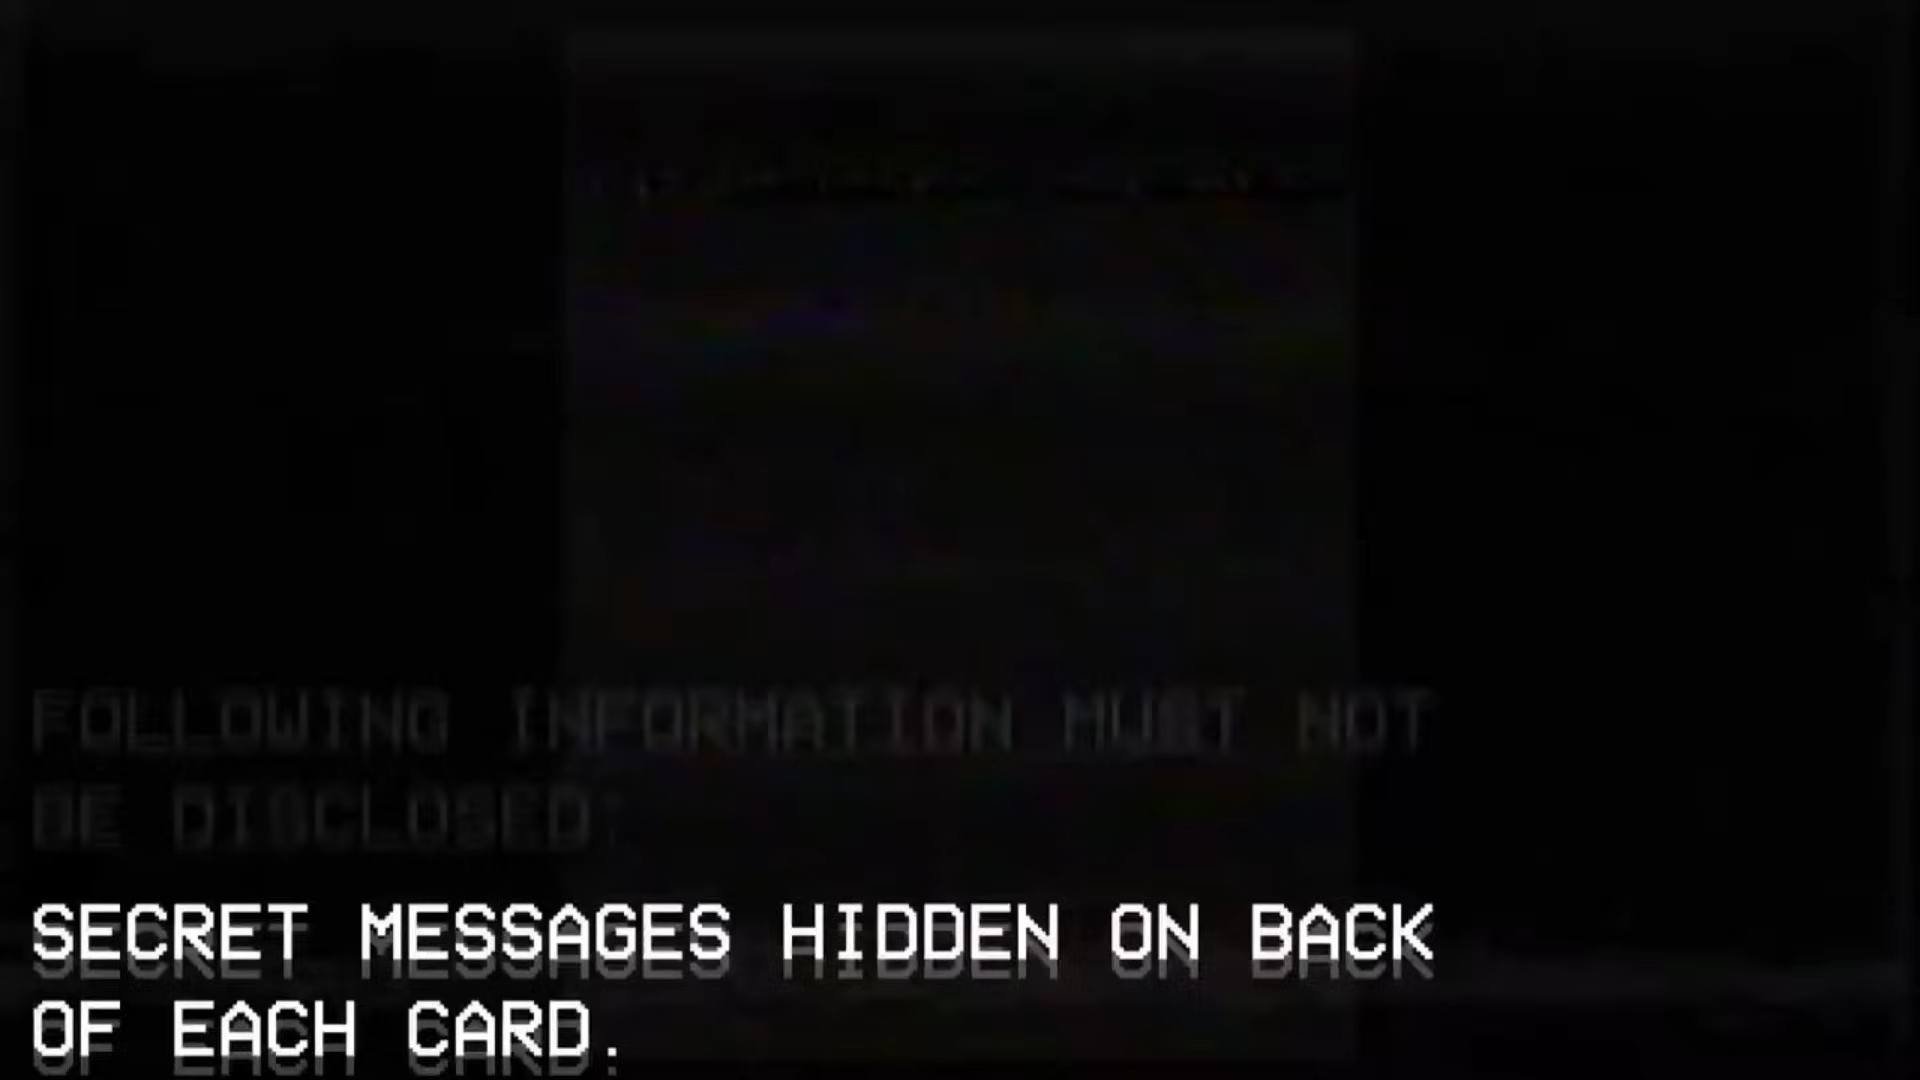 FOLLOWING INFORMATION MUST NOT
BE DISCLOSED:
SECRET MESSAGES HIDDEN ON BACK
OF EACH CARD: